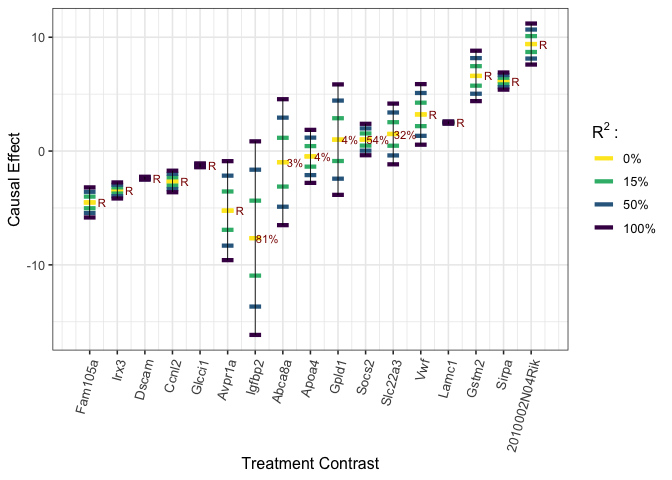 Causal Effect
10
0
-10
R
R
R
R
R
R
81%
3%
4%
4%
54%
32%
R
R
R
R
R
Fam105a
Irx3
Dscam
Ccnl2
Glcci1
Avpr1a
Igfbp2
Abca8a
Apoa4
Gpld1
Socs2
Slc22a3
Vwf
Lamc1
Gstm2
Sirpa
2010002N04Rik
Treatment Contrast
R² :
0%
15%
50%
100%